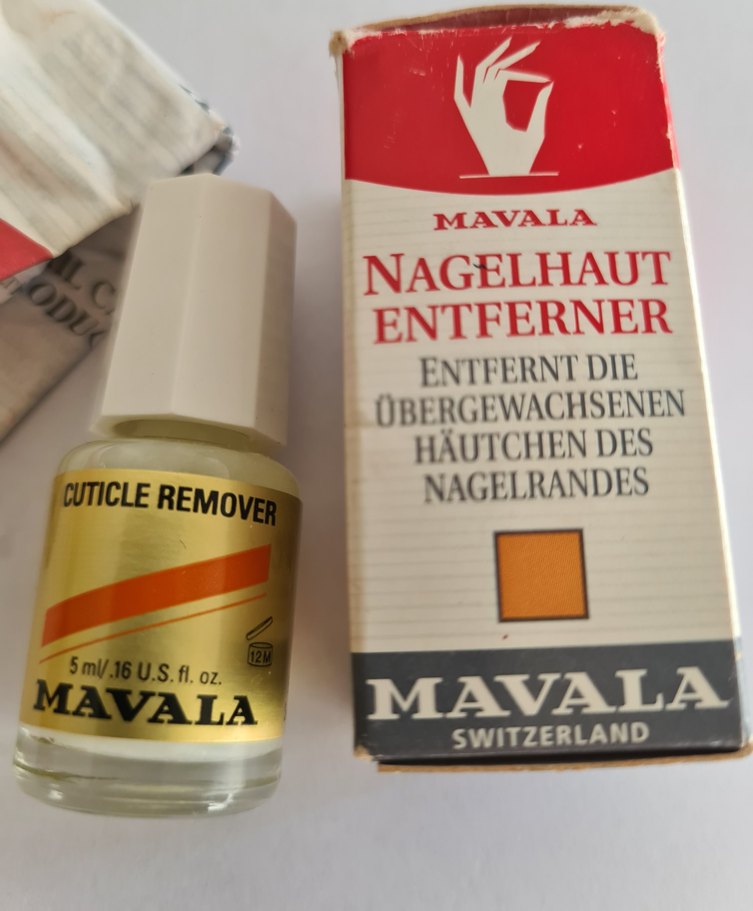 CUTICLE REMOVER
12M
5 ml/.16 U.S. fl. oz.
MAVALA
MAVALA
NAGELHAUT
ENTFERNER
ENTFERNT DIE
ÜBERGEWACHSENEN
HÄUTCHEN DES
NAGELRANDES
MAVALA
SWITZERLAND